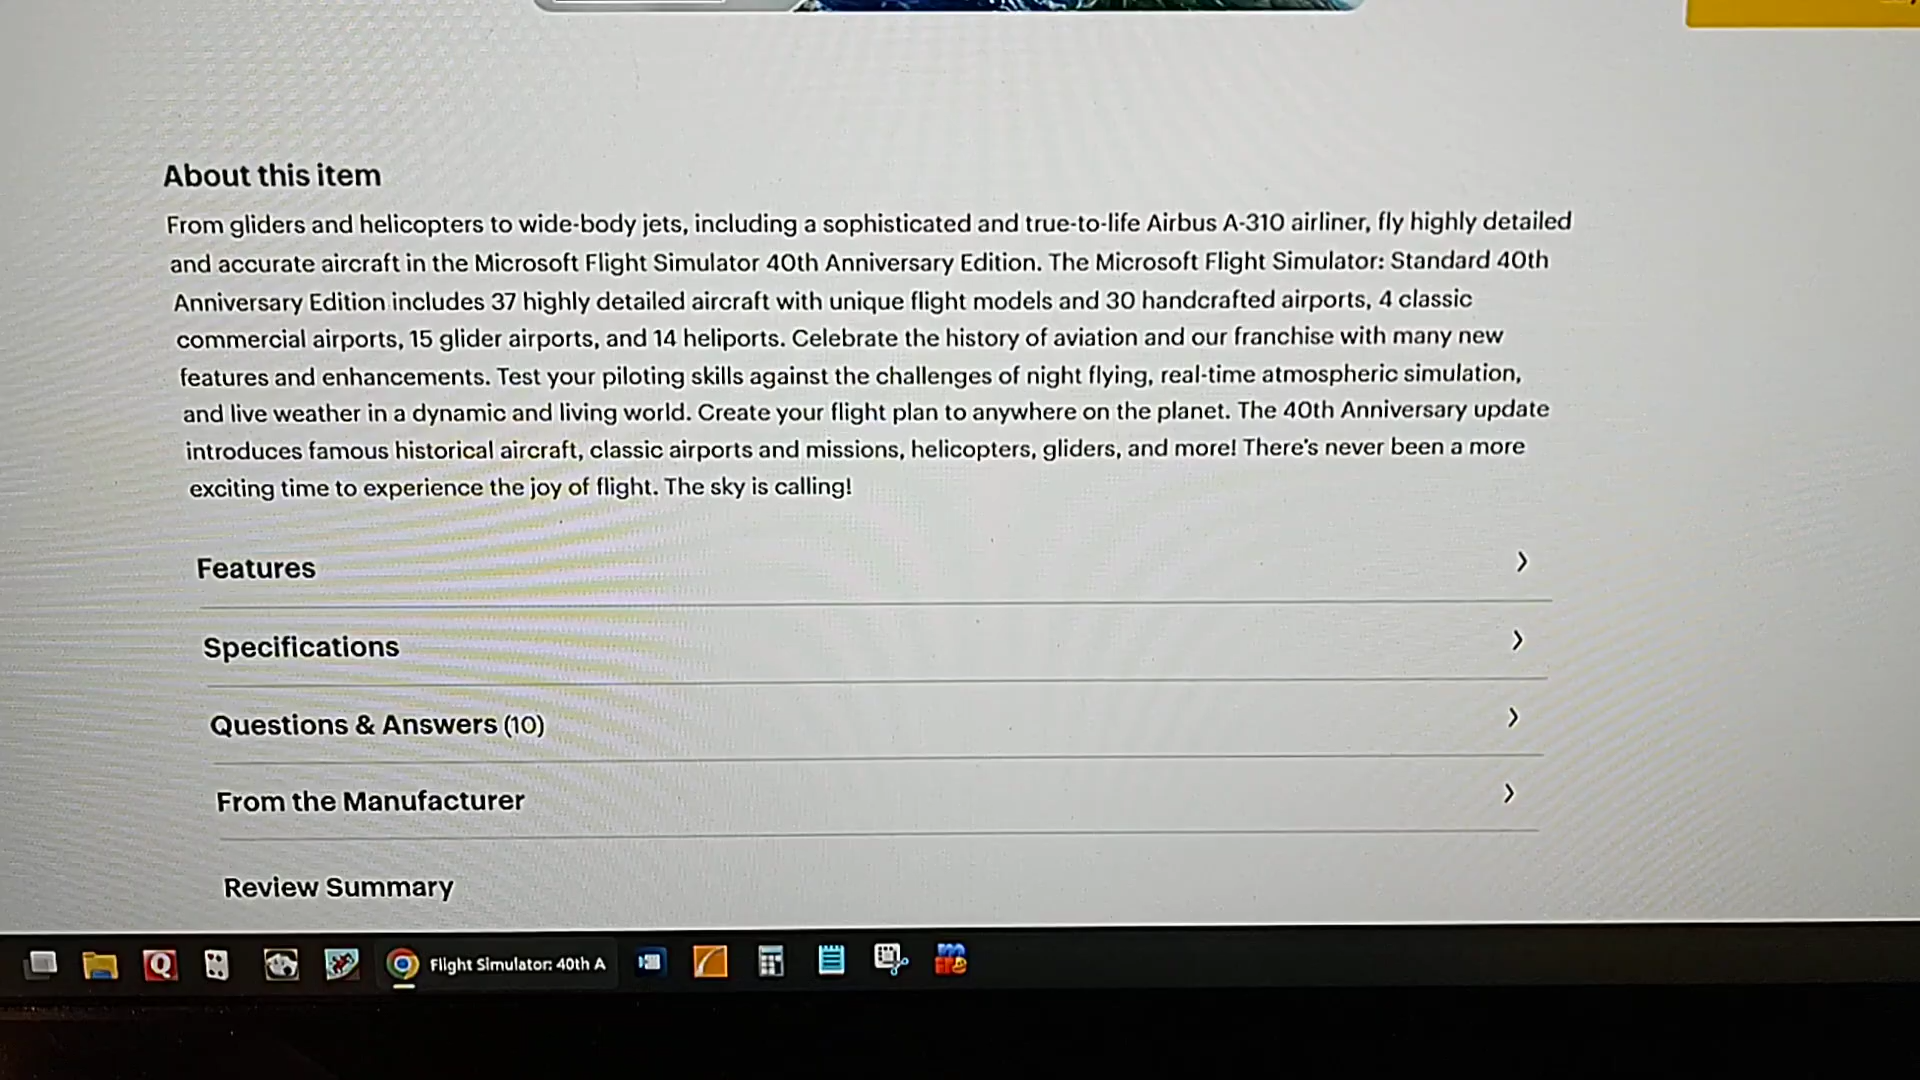 About this item
From gliders and helicopters to wide-body jets, including a sophisticated and true-to-life Airbus A-310 airliner, fly highly detailed
and accurate aircraft in the Microsoft Flight Simulator 40th Anniversary Edition. The Microsoft Flight Simulator: Standard 40th
Anniversary Edition includes 37 highly detailed aircraft with unique flight models and 30 handcrafted airports, 4 classic
commercial airports, 15 glider airports, and 14 heliports. Celebrate the history of aviation and our franchise with many new
features and enhancements. Test your piloting skills against the challenges of night flying, real-time atmospheric simulation,
and live weather in a dynamic and living world. Create your flight plan to anywhere on the planet. The 40th Anniversary update
introduces famous historical aircraft, classic airports and missions, helicopters, gliders, and more! There's never been a more
exciting time to experience the joy of flight. The sky is calling!
Features
Specifications
Questions & Answers (10)
From the Manufacturer
Review Summary
Flight Simulator: 40th A